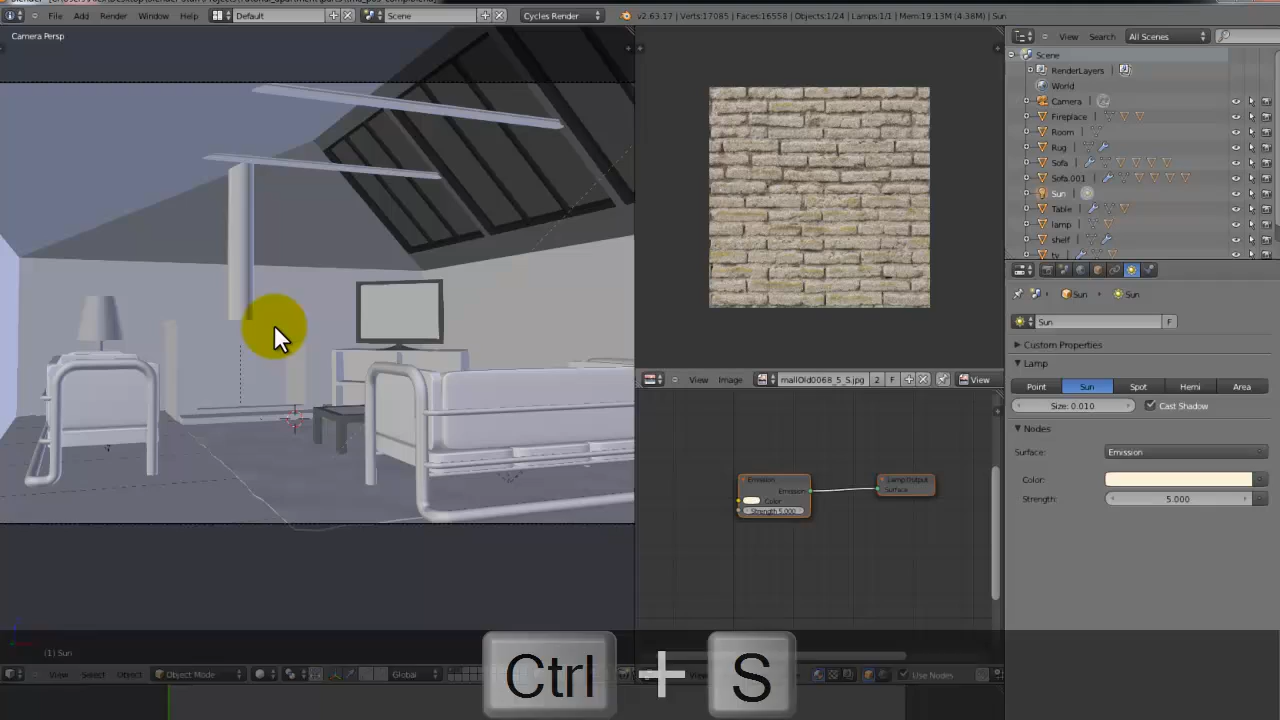 File Add Render Window Help Default Scene Cycles Render v2.63.17 | Verts:17085 | Faces:16558 | Objects:1/24 | Lamps:1/1 | Mem:19.13M (4.38M) | Sun
Camera Persp
View Search All Scenes
Scene
RenderLayers
World
Camera
Fireplace
Room
Rug
Sofa
Sofa.001
Sun
Table
lamp
shelf
tv
Sun Sun
Sun F
Custom Properties
Lamp
Point Sun Spot Hemi Area
Size: 0.010 Cast Shadow
Nodes
Surface: Emission
Color:
Strength: 5.000
View Image mallOld0068_5_S.jpg 2 F View
Emission
Emission
Color
Strength 5.000
Lamp Output
Surface
(1) Sun
View Select Object Object Mode Global
Use Nodes
Ctrl + S